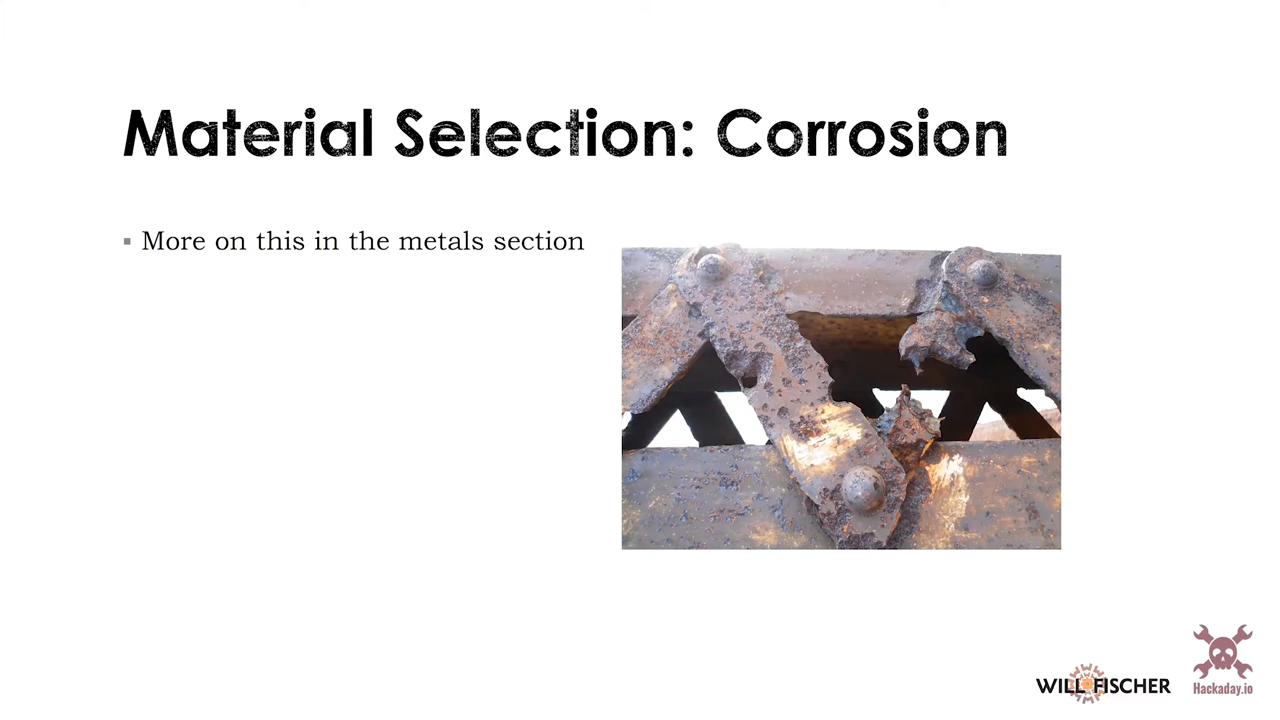 Material Selection: Corrosion
▪ More on this in the metals section
WILL FISCHER
Hackaday.io